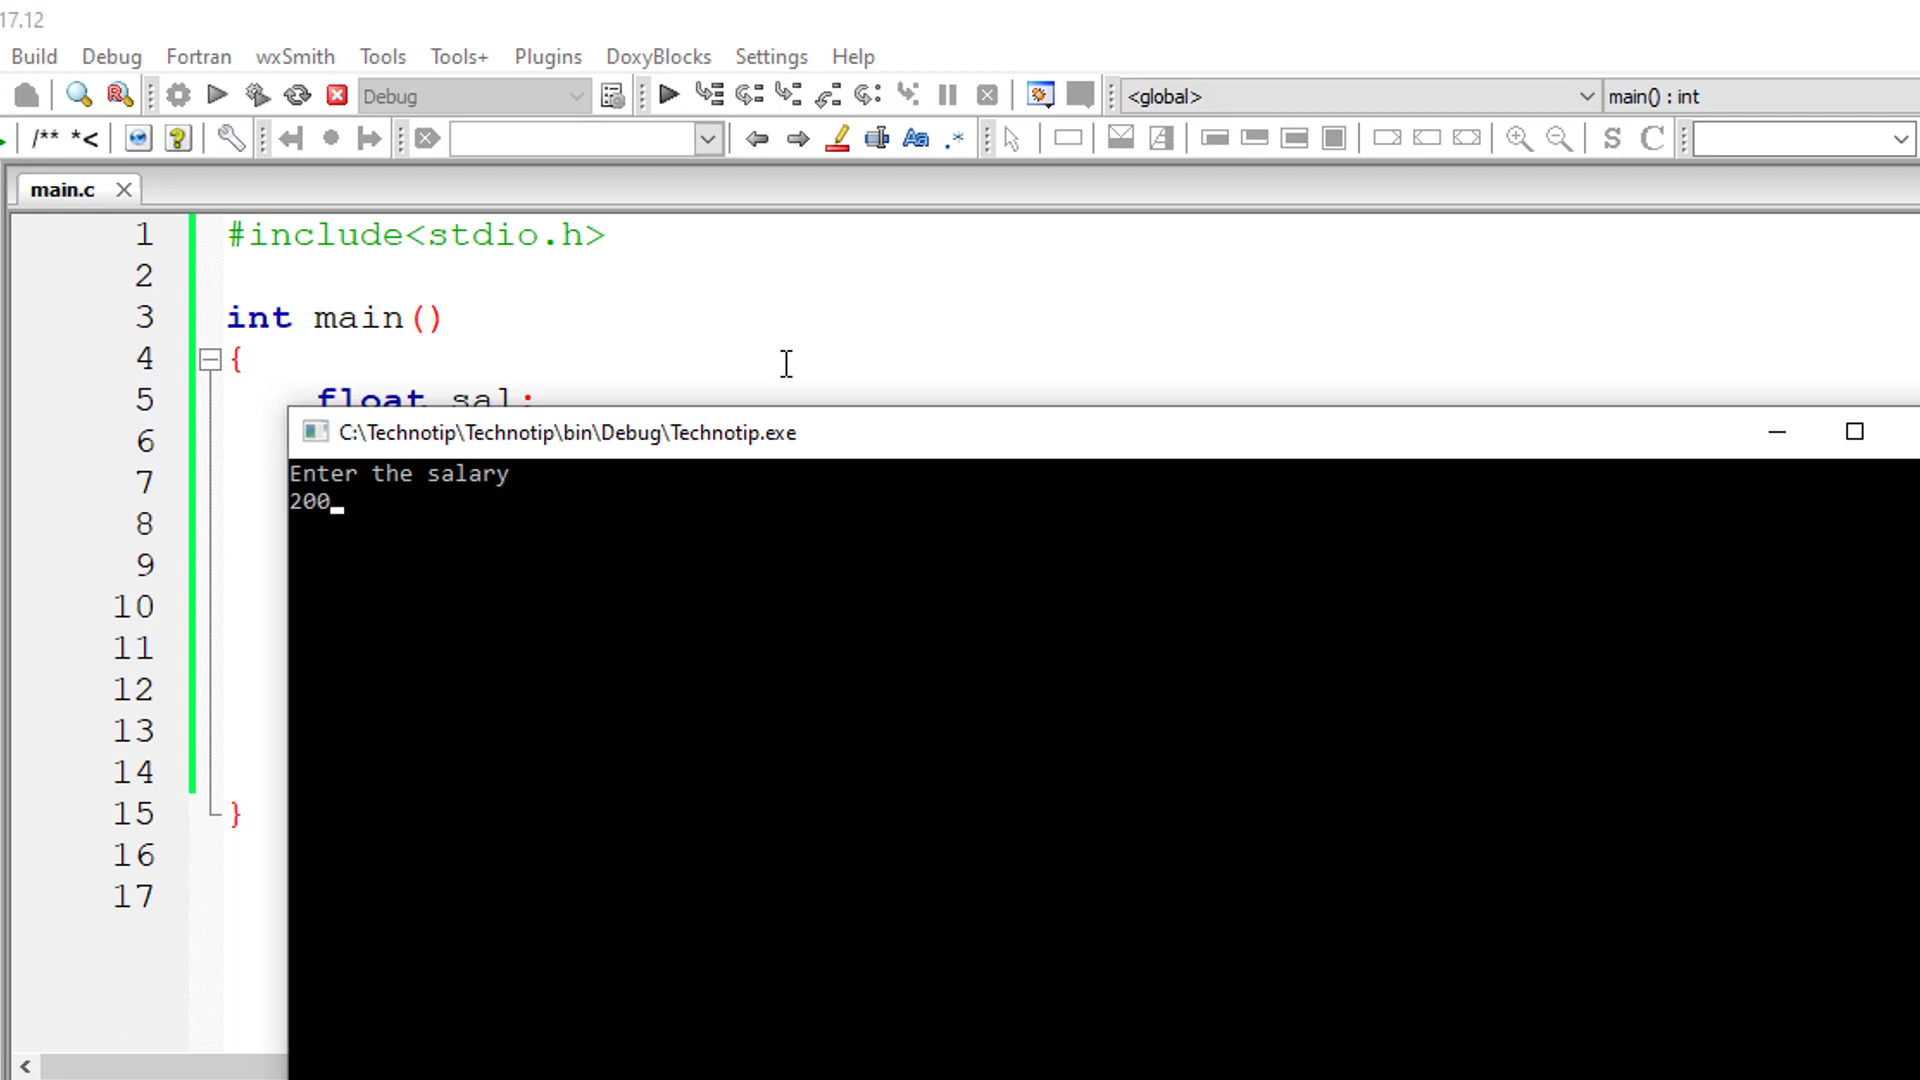 17.12
Build Debug Fortran wxSmith Tools Tools+ Plugins DoxyBlocks Settings Help
Debug <global> main() : int
/** *< Aa .* S C
main.c
1 #include<stdio.h>
2
3 int main()
4 {
5 float sal;
6
7
8
9
10
11
12
13
14
15 }
16
17
C:\Technotip\Technotip\bin\Debug\Technotip.exe
Enter the salary
200